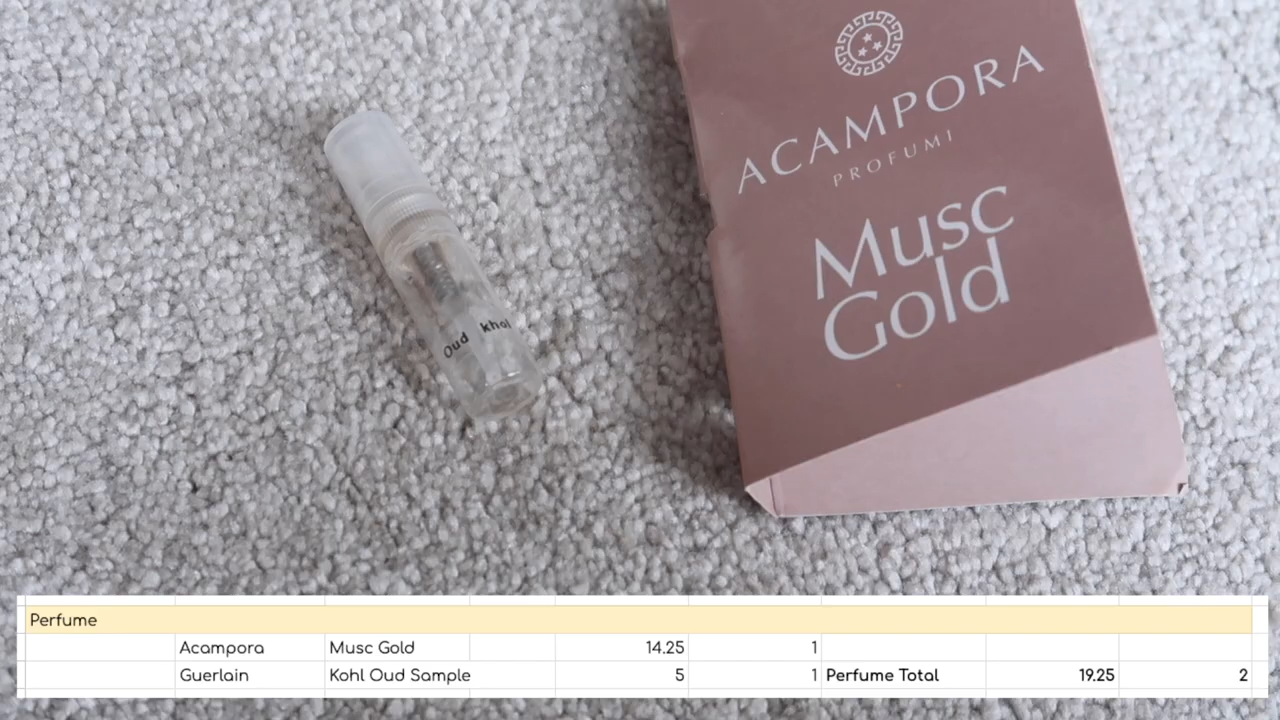 ACAMPORA
PROFUMI
Musc
Gold
Oud khol
Perfume
Acampora Musc Gold 14.25 1
Guerlain Kohl Oud Sample 5 1 Perfume Total 19.25 2